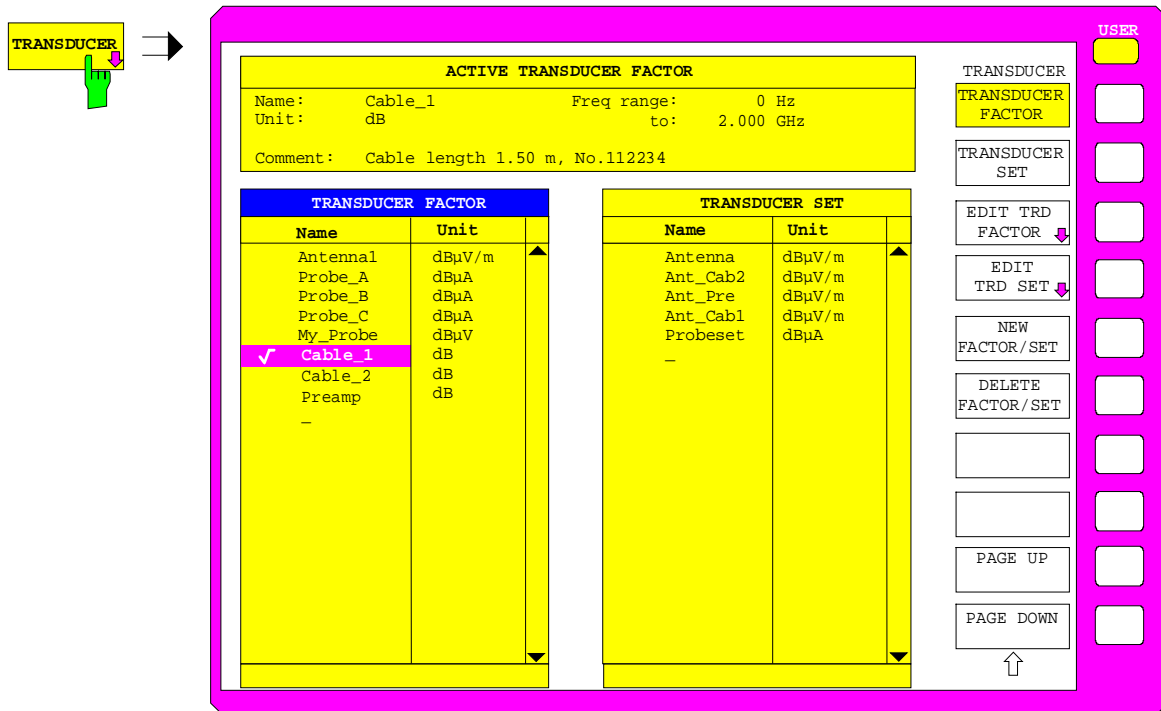 TRANSDUCER
USER
ACTIVE TRANSDUCER FACTOR
Name: Cable_1 Freq range: 0 Hz
Unit: dB to: 2.000 GHz
Comment: Cable length 1.50 m, No.112234
TRANSDUCER FACTOR
Name Unit
Antenna1 dBµV/m
Probe_A dBµA
Probe_B dBµA
Probe_C dBµA
My_Probe dBµV
√ Cable_1 dB
Cable_2 dB
Preamp dB
_
TRANSDUCER SET
Name Unit
Antenna dBµV/m
Ant_Cab2 dBµV/m
Ant_Pre dBµV/m
Ant_Cab1 dBµV/m
Probeset dBµA
_
TRANSDUCER
TRANSDUCER
FACTOR
TRANSDUCER
SET
EDIT TRD
FACTOR
EDIT
TRD SET
NEW
FACTOR/SET
DELETE
FACTOR/SET
PAGE UP
PAGE DOWN